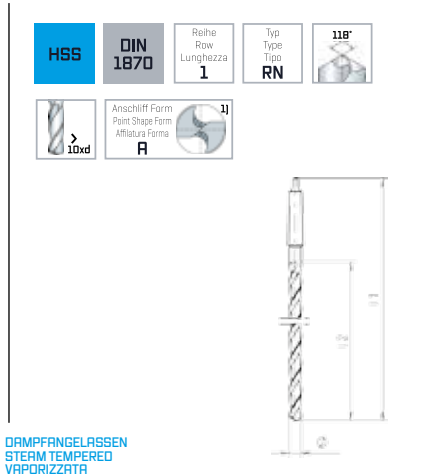 HSS
DIN
1870
Reihe
Row
Lunghezza
1
Typ
Type
Tipo
RN
118°
>
10xd
Anschliff Form
Point Shape Form
Affilatura Forma
A
1)
DAMPFANGELASSEN
STEAM TEMPERED
VAPORIZZATA